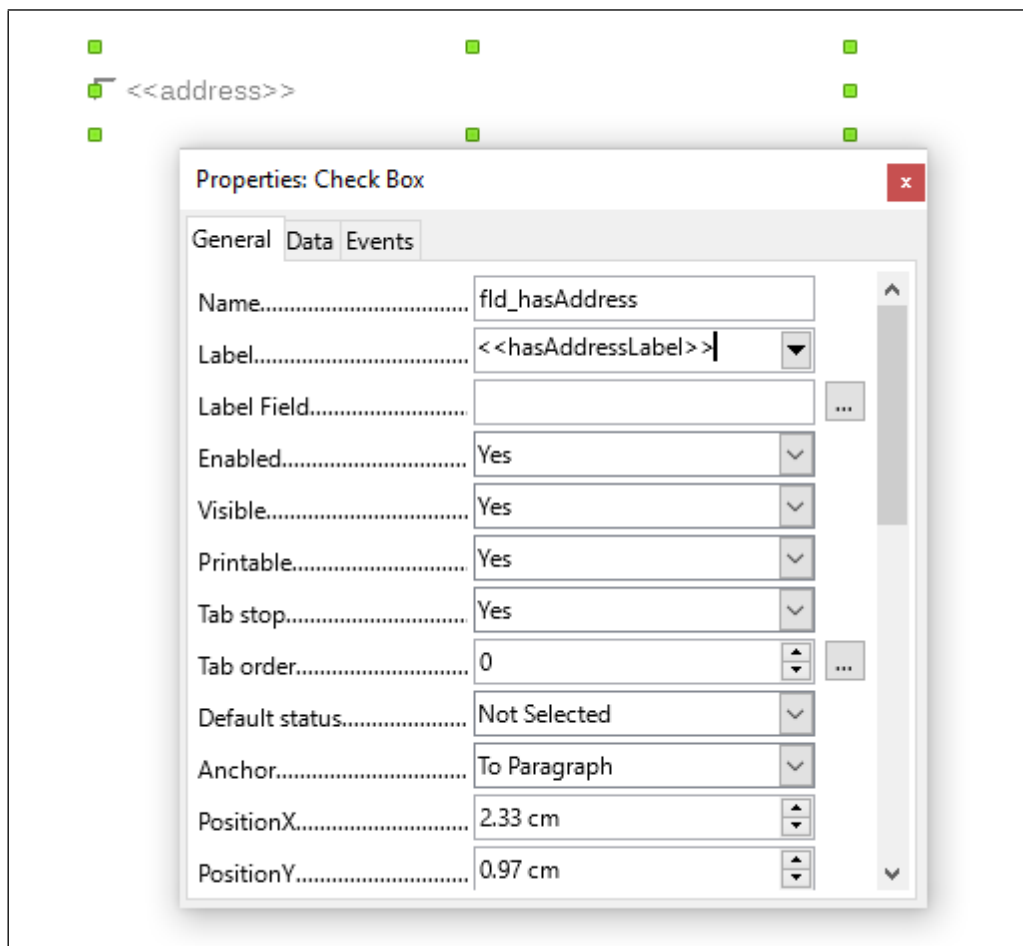 <<address>>
Properties: Check Box
x
General Data Events
Name................................ fld_hasAddress
Label................................. <<hasAddressLabel>>
Label Field......................... ...
Enabled............................. Yes
Visible............................... Yes
Printable............................ Yes
Tab stop............................. Yes
Tab order........................... 0 ...
Default status..................... Not Selected
Anchor.............................. To Paragraph
PositionX........................... 2.33 cm
PositionY........................... 0.97 cm